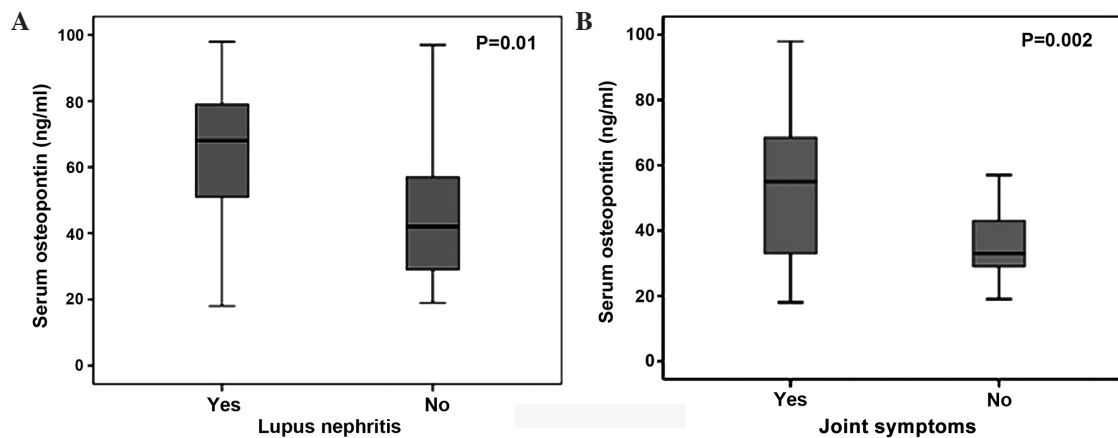 A
Serum osteopontin (ng/ml)
100
80
60
40
20
0
P=0.01
Yes
No
Lupus nephritis
B
Serum osteopontin (ng/ml)
100
80
60
40
20
0
P=0.002
Yes
No
Joint symptoms